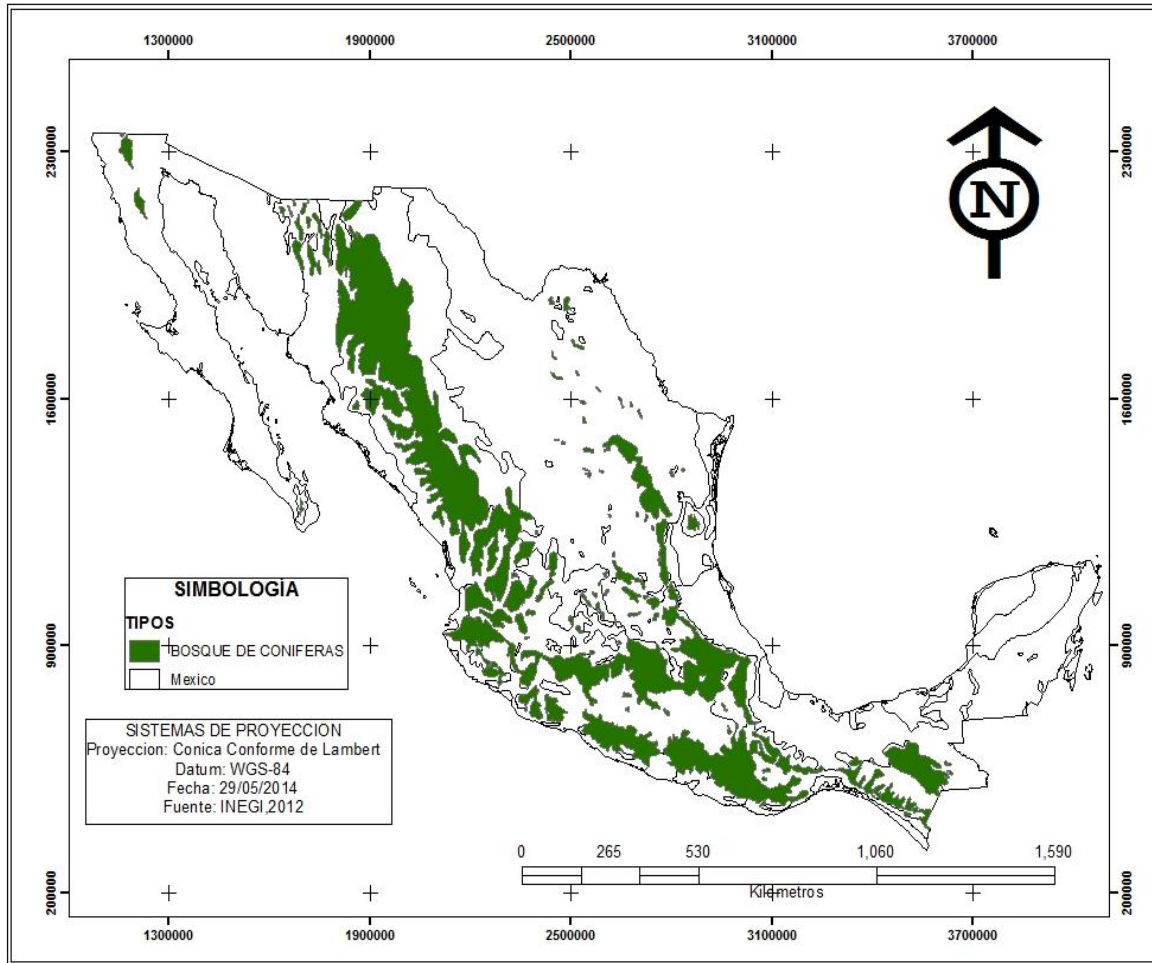 1300000 1900000 2500000 3100000 3700000
2300000 2300000
N
1600000 1600000
SIMBOLOGÍA
TIPOS
BOSQUE DE CONIFERAS
Mexico
900000 900000
SISTEMAS DE PROYECCION
Proyeccion: Conica Conforme de Lambert
Datum: WGS-84
Fecha: 29/05/2014
Fuente: INEGI,2012
0 265 530 1,060 1,590
Kilómetros
200000 200000
1300000 1900000 2500000 3100000 3700000